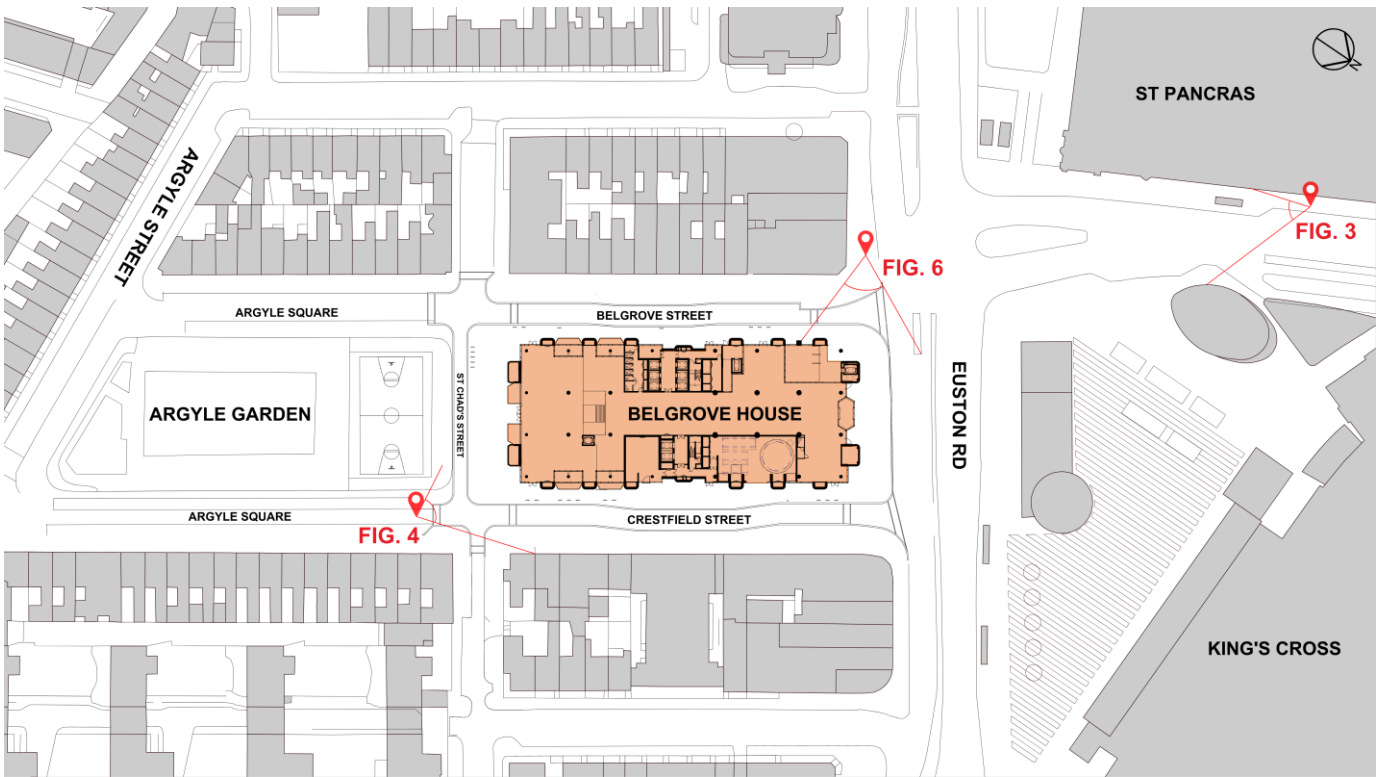 ST PANCRAS
N
ARGYLE STREET
FIG. 3
FIG. 6
ARGYLE SQUARE
BELGROVE STREET
ARGYLE GARDEN
ST CHAD'S STREET
BELGROVE HOUSE
EUSTON RD
ARGYLE SQUARE
CRESTFIELD STREET
FIG. 4
KING'S CROSS